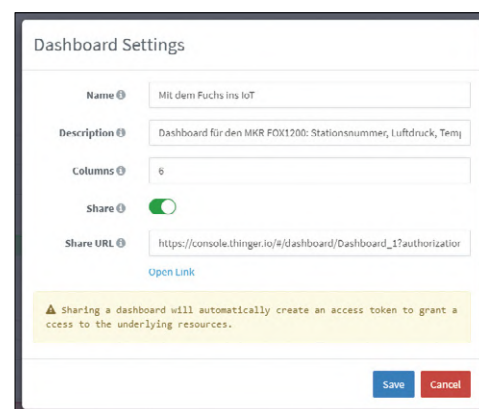 Dashboard Settings
Name
Mit dem Fuchs ins IoT
Description
Dashboard für den MKR FOX1200: Stationsnummer, Luftdruck, Temp
Columns
6
Share
Share URL
https://console.thinger.io/#/dashboard/Dashboard_1?authorization
Open Link
Sharing a dashboard will automatically create an access token to grant a
ccess to the underlying resources.
Save Cancel